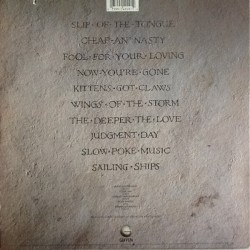 SLIP·OF·THE·TONGUE
CHEAP·AN'·NASTY
FOOL·FOR·YOUR·LOVING
NOW·YOU'RE·GONE
KITTENS·GOT·CLAWS
WINGS·OF·THE·STORM
THE·DEEPER·THE·LOVE
JUDGMENT·DAY
SLOW·POKE·MUSIC
SAILING·SHIPS
GEFFEN